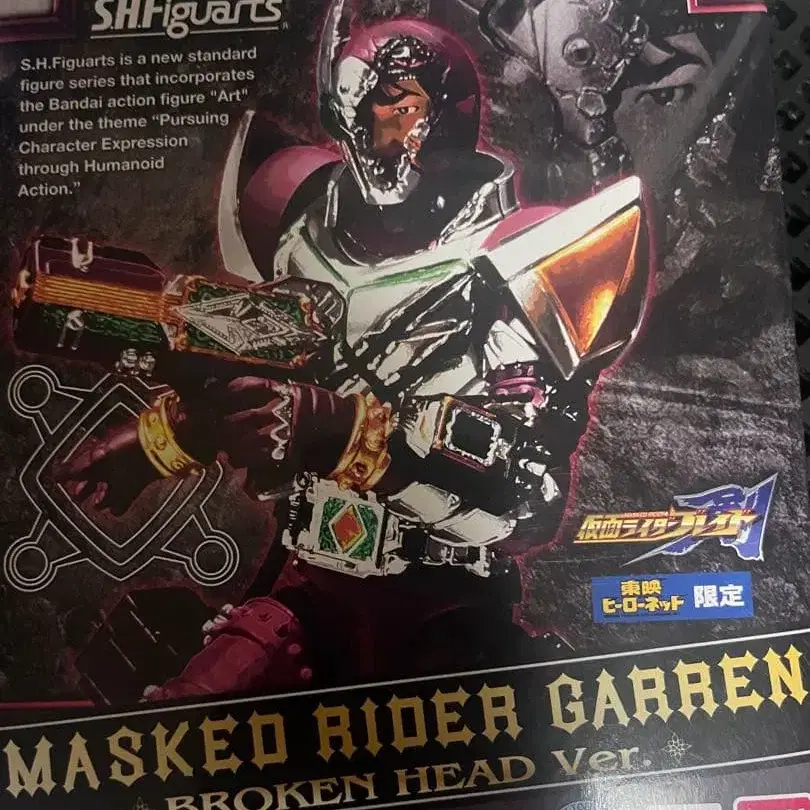 S.H.Figuarts
S.H.Figuarts is a new standard
figure series that incorporates
the Bandai action figure "Art"
under the theme "Pursuing
Character Expression
through Humanoid
Action."
仮面ライダーブレイド 剣
東映
ヒーローネット 限定
MASKED RIDER GARREN
BROKEN HEAD Ver.